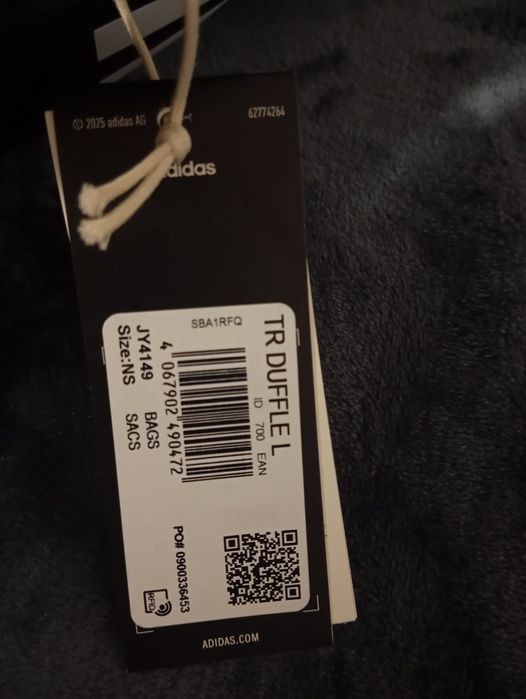 © 2025 adidas AG
62774264
adidas
SBA1RFQ
TR DUFFLE L
ID 700 EAN
4 067902 490472
JY4149 BAGS
Size:NS SACS
PO# 0900336453
RFID
ADIDAS.COM